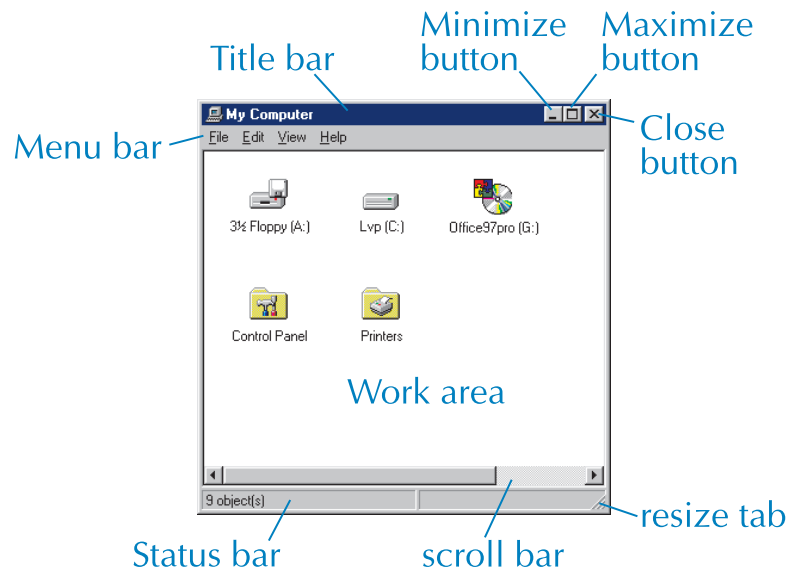 Minimize
button
Maximize
button
Title bar
My Computer
Close
button
Menu bar
File Edit View Help
3½ Floppy (A:) Lvp (C:) Office97pro (G:)
Control Panel Printers
Work area
9 object(s)
resize tab
Status bar
scroll bar